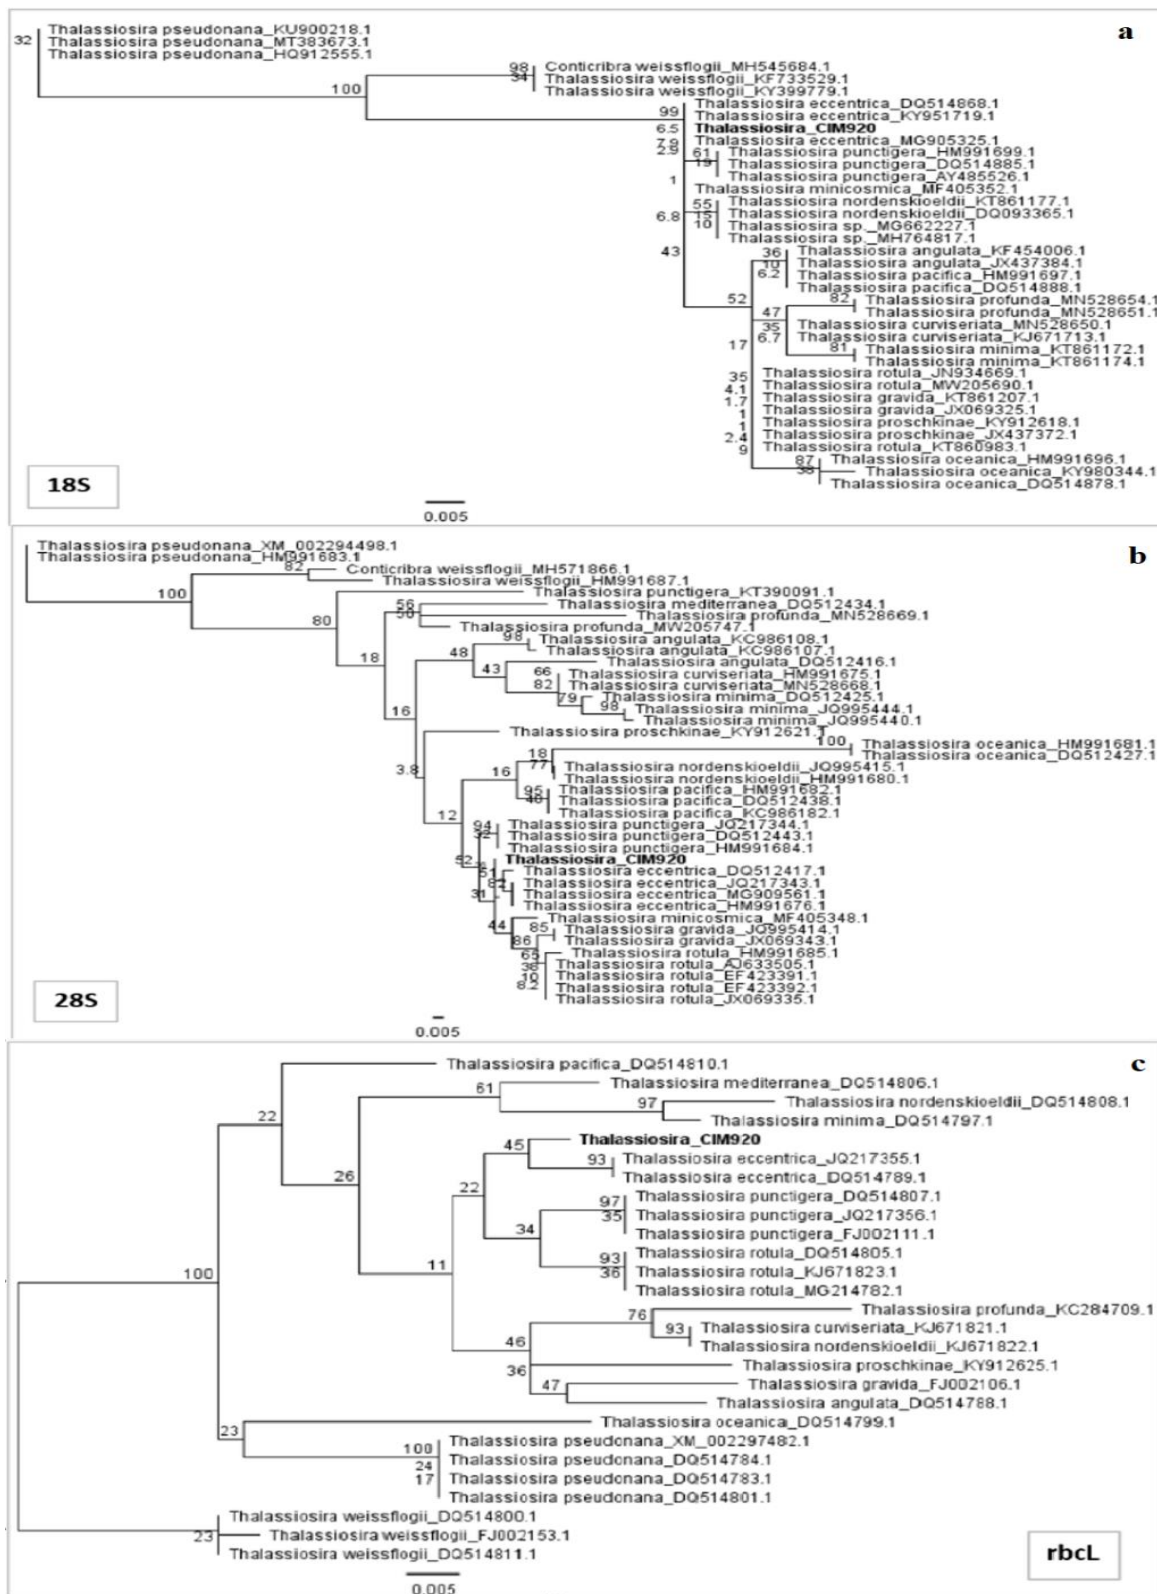 a
Thalassiosira pseudonana_KU900218.1
32
Thalassiosira pseudonana_MT383673.1
Thalassiosira pseudonana_HQ912555.1
98
Conticribra weissflogii_MH545684.1
34
Thalassiosira weissflogii_KF733529.1
100
Thalassiosira weissflogii_KY399779.1
Thalassiosira eccentrica_DQ514868.1
99
Thalassiosira eccentrica_KY951719.1
6.5
Thalassiosira_CIM920
7.9
Thalassiosira eccentrica_MG905325.1
2.9
61
Thalassiosira punctigera_HM991699.1
19
Thalassiosira punctigera_DQ514885.1
1
Thalassiosira punctigera_AY485526.1
Thalassiosira minicosmica_MF405352.1
55
Thalassiosira nordenskioeldii_KT861177.1
6.8
15
Thalassiosira nordenskioeldii_DQ093365.1
10
Thalassiosira sp._MG662227.1
Thalassiosira sp._MH764817.1
43
36
Thalassiosira angulata_KF454006.1
10
Thalassiosira angulata_JX437384.1
6.2
Thalassiosira pacifica_HM991697.1
Thalassiosira pacifica_DQ514888.1
52
82
Thalassiosira profunda_MN528654.1
47
Thalassiosira profunda_MN528651.1
35
Thalassiosira curviseriata_MN528650.1
6.7
Thalassiosira curviseriata_KJ671713.1
17
81
Thalassiosira minima_KT861172.1
Thalassiosira minima_KT861174.1
35
Thalassiosira rotula_JN934669.1
4.1
Thalassiosira rotula_MW205690.1
1.7
Thalassiosira gravida_KT861207.1
1
Thalassiosira gravida_JX069325.1
1
Thalassiosira proschkinae_KY912618.1
2.4
Thalassiosira proschkinae_JX437372.1
9
Thalassiosira rotula_KT860983.1
87
Thalassiosira oceanica_HM991696.1
38
Thalassiosira oceanica_KY980344.1
Thalassiosira oceanica_DQ514878.1
18S
0.005
b
Thalassiosira pseudonana_XM_002294498.1
Thalassiosira pseudonana_HM991683.1
82
Conticribra weissflogii_MH571866.1
Thalassiosira weissflogii_HM991687.1
100
Thalassiosira punctigera_KT390091.1
56
Thalassiosira mediterranea_DQ512434.1
50
Thalassiosira profunda_MN528669.1
80
Thalassiosira profunda_MW205747.1
98
Thalassiosira angulata_KC986108.1
48
Thalassiosira angulata_KC986107.1
18
43
Thalassiosira angulata_DQ512416.1
66
Thalassiosira curviseriata_HM991675.1
82
Thalassiosira curviseriata_MN528668.1
79
Thalassiosira minima_DQ512425.1
16
98
Thalassiosira minima_JQ995444.1
Thalassiosira minima_JQ995440.1
Thalassiosira proschkinae_KY912621.1
100
Thalassiosira oceanica_HM991681.1
18
Thalassiosira oceanica_DQ512427.1
3.8
16
77
Thalassiosira nordenskioeldii_JQ995415.1
Thalassiosira nordenskioeldii_HM991680.1
95
Thalassiosira pacifica_HM991682.1
40
Thalassiosira pacifica_DQ512438.1
Thalassiosira pacifica_KC986182.1
12
94
Thalassiosira punctigera_JQ217344.1
Thalassiosira punctigera_DQ512443.1
Thalassiosira punctigera_HM991684.1
52
Thalassiosira_CIM920
51
Thalassiosira eccentrica_DQ512417.1
Thalassiosira eccentrica_JQ217343.1
31
Thalassiosira eccentrica_MG909561.1
Thalassiosira eccentrica_HM991676.1
44
Thalassiosira minicosmica_MF405348.1
85
Thalassiosira gravida_JQ995414.1
86
Thalassiosira gravida_JX069343.1
65
Thalassiosira rotula_HM991685.1
38
Thalassiosira rotula_AJ633505.1
10
Thalassiosira rotula_EF423391.1
8.2
Thalassiosira rotula_EF423392.1
Thalassiosira rotula_JX069335.1
28S
0.005
c
Thalassiosira pacifica_DQ514810.1
61
Thalassiosira mediterranea_DQ514806.1
97
Thalassiosira nordenskioeldii_DQ514808.1
22
Thalassiosira minima_DQ514797.1
45
Thalassiosira_CIM920
93
Thalassiosira eccentrica_JQ217355.1
26
Thalassiosira eccentrica_DQ514789.1
22
97
Thalassiosira punctigera_DQ514807.1
35
Thalassiosira punctigera_JQ217356.1
34
Thalassiosira punctigera_FJ002111.1
93
Thalassiosira rotula_DQ514805.1
100
11
36
Thalassiosira rotula_KJ671823.1
Thalassiosira rotula_MG214782.1
76
Thalassiosira profunda_KC284709.1
93
Thalassiosira curviseriata_KJ671821.1
46
Thalassiosira nordenskioeldii_KJ671822.1
36
Thalassiosira proschkinae_KY912625.1
47
Thalassiosira gravida_FJ002106.1
Thalassiosira angulata_DQ514788.1
23
Thalassiosira oceanica_DQ514799.1
100
Thalassiosira pseudonana_XM_002297482.1
24
Thalassiosira pseudonana_DQ514784.1
17
Thalassiosira pseudonana_DQ514783.1
Thalassiosira pseudonana_DQ514801.1
Thalassiosira weissflogii_DQ514800.1
23
Thalassiosira weissflogii_FJ002153.1
Thalassiosira weissflogii_DQ514811.1
rbcL
0.005